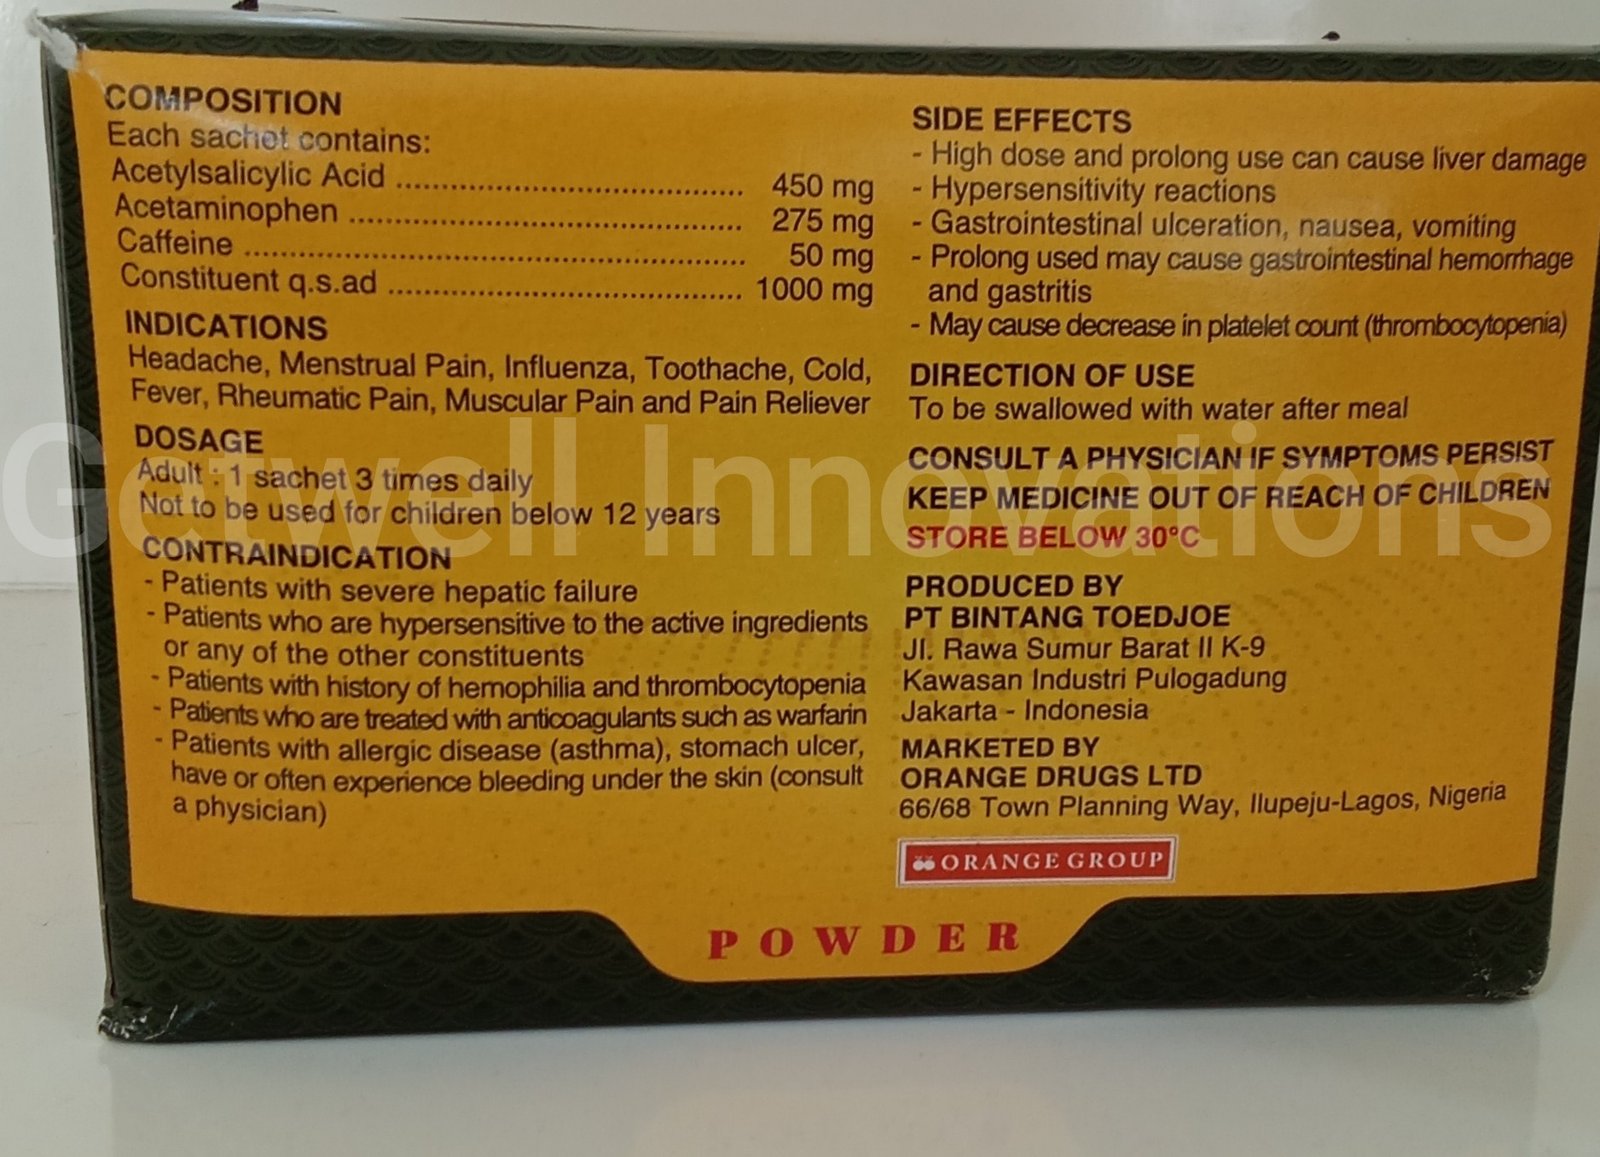 COMPOSITION
Each sachet contains:
Acetylsalicylic Acid ........................................ 450 mg
Acetaminophen ............................................. 275 mg
Caffeine ......................................................... 50 mg
Constituent q.s.ad ........................................ 1000 mg
INDICATIONS
Headache, Menstrual Pain, Influenza, Toothache, Cold,
Fever, Rheumatic Pain, Muscular Pain and Pain Reliever
DOSAGE
Adult : 1 sachet 3 times daily
Not to be used for children below 12 years
CONTRAINDICATION
- Patients with severe hepatic failure
- Patients who are hypersensitive to the active ingredients
or any of the other constituents
- Patients with history of hemophilia and thrombocytopenia
- Patients who are treated with anticoagulants such as warfarin
- Patients with allergic disease (asthma), stomach ulcer,
have or often experience bleeding under the skin (consult
a physician)
SIDE EFFECTS
- High dose and prolong use can cause liver damage
- Hypersensitivity reactions
- Gastrointestinal ulceration, nausea, vomiting
- Prolong used may cause gastrointestinal hemorrhage
and gastritis
- May cause decrease in platelet count (thrombocytopenia)
DIRECTION OF USE
To be swallowed with water after meal
CONSULT A PHYSICIAN IF SYMPTOMS PERSIST
KEEP MEDICINE OUT OF REACH OF CHILDREN
STORE BELOW 30°C
PRODUCED BY
PT BINTANG TOEDJOE
Jl. Rawa Sumur Barat II K-9
Kawasan Industri Pulogadung
Jakarta - Indonesia
MARKETED BY
ORANGE DRUGS LTD
66/68 Town Planning Way, Ilupeju-Lagos, Nigeria
ORANGE GROUP
POWDER
Getwell Innovations